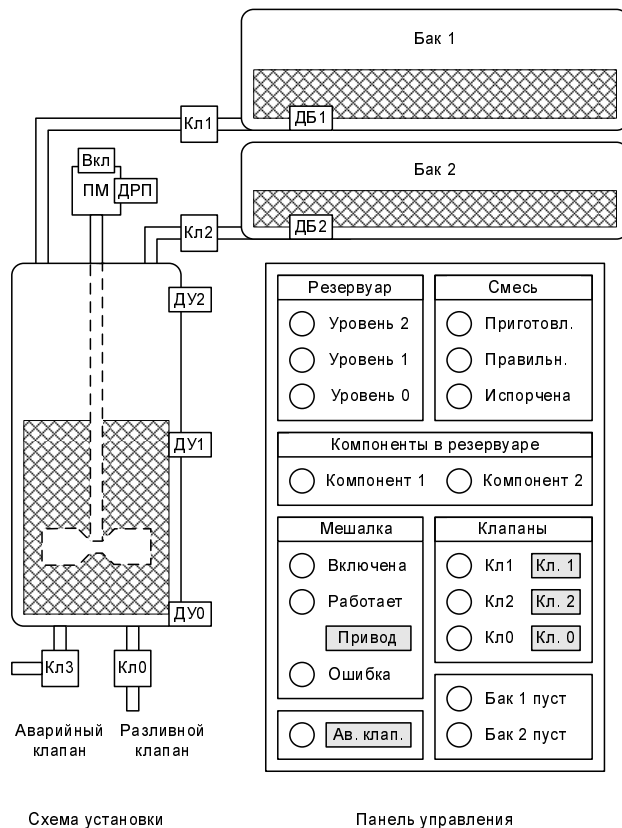 Бак 1
ДБ1
Кл1
Вкл
ПМ
ДРП
Бак 2
ДБ2
Кл2
ДУ2
ДУ1
ДУ0
Кл3
Кл0
Аварийный
клапан
Разливной
клапан
Схема установки
Резервуар
Уровень 2
Уровень 1
Уровень 0
Смесь
Приготовл.
Правильн.
Испорчена
Компоненты в резервуаре
Компонент 1
Компонент 2
Мешалка
Включена
Работает
Привод
Ошибка
Клапаны
Кл1 Кл. 1
Кл2 Кл. 2
Кл0 Кл. 0
Ав. клап.
Бак 1 пуст
Бак 2 пуст
Панель управления